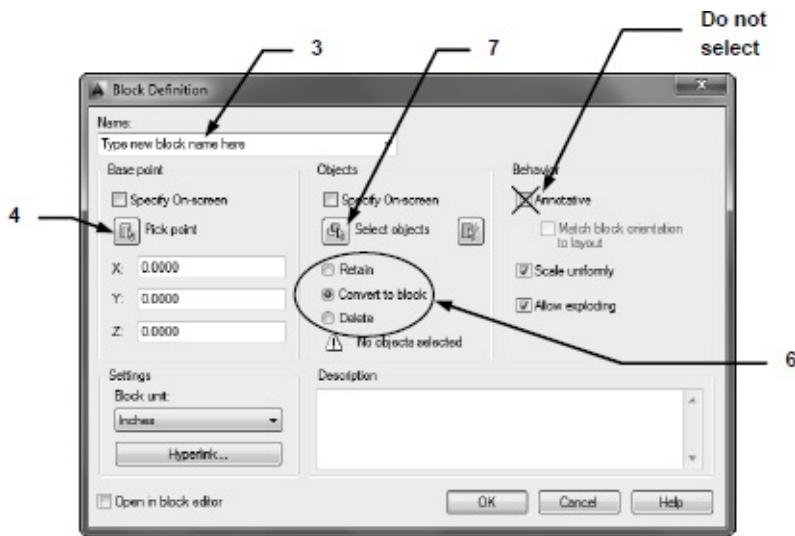 Do not
select
3
7
Block Definition
Name:
Type new block name here
Base point
Specify On-screen
4
Pick point
X: 0.0000
Y: 0.0000
Z: 0.0000
Objects
Specify On-screen
Select objects
Retain
Convert to block
Delete
No objects selected
6
Behavior
Annotative
Match block orientation
to layout
Scale uniformly
Allow exploding
Settings
Block unit:
Inches
Hyperlink...
Description
Open in block editor
OK
Cancel
Help